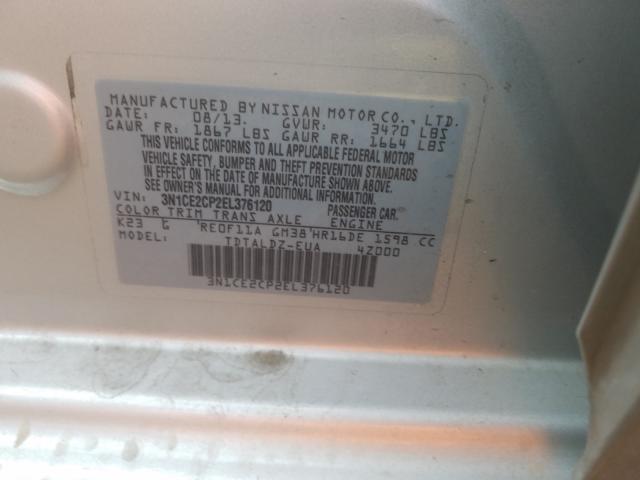 MANUFACTURED BY NISSAN MOTOR CO., LTD.
DATE: 08/13. GVWR: 3470 LBS
GAWR FR: 1867 LBS GAWR RR: 1664 LBS
THIS VEHICLE CONFORMS TO ALL APPLICABLE FEDERAL MOTOR
VEHICLE SAFETY, BUMPER AND THEFT PREVENTION STANDARDS
IN EFFECT ON THE DATE OF MANUFACTURE SHOWN ABOVE.
SEE OWNER'S MANUAL FOR ADDITIONAL INFORMATION.
VIN: 3N1CE2CP2EL376120 PASSENGER CAR
COLOR TRIM TRANS AXLE ENGINE
K23 G RE0F11A GM38 HR16DE 1598 CC
MODEL: TDTALDZ-EUA 4Z000
3N1CE2CP2EL376120